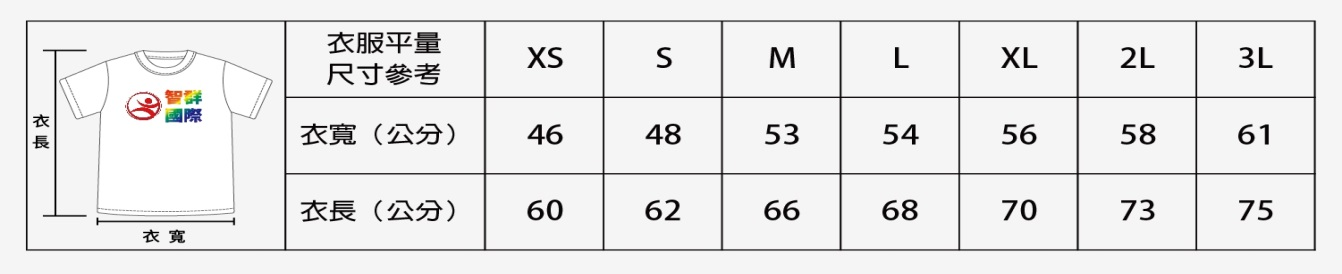 智群
國際
衣
長
衣 寬
衣服平量
尺寸參考
XS S M L XL 2L 3L
衣寬（公分） 46 48 53 54 56 58 61
衣長（公分） 60 62 66 68 70 73 75